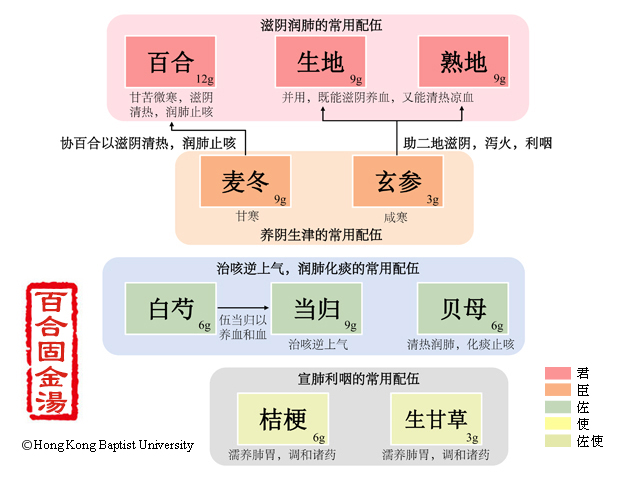 滋阴润肺的常用配伍
百合
12g
生地
9g
熟地
9g
甘苦微寒，滋阴
清热，润肺止咳
并用，既能滋阴养血，又能清热凉血
协百合以滋阴清热，润肺止咳
助二地滋阴，泻火，利咽
麦冬
9g
玄参
3g
甘寒
咸寒
养阴生津的常用配伍
治咳逆上气，润肺化痰的常用配伍
白芍
6g
伍当归以
养血和血
当归
9g
贝母
6g
治咳逆上气
清热润肺，化痰止咳
宣肺利咽的常用配伍
桔梗
6g
生甘草
3g
濡养肺胃，调和诸药
濡养肺胃，调和诸药
百合固金湯
©Hong Kong Baptist University
君
臣
佐
使
佐使